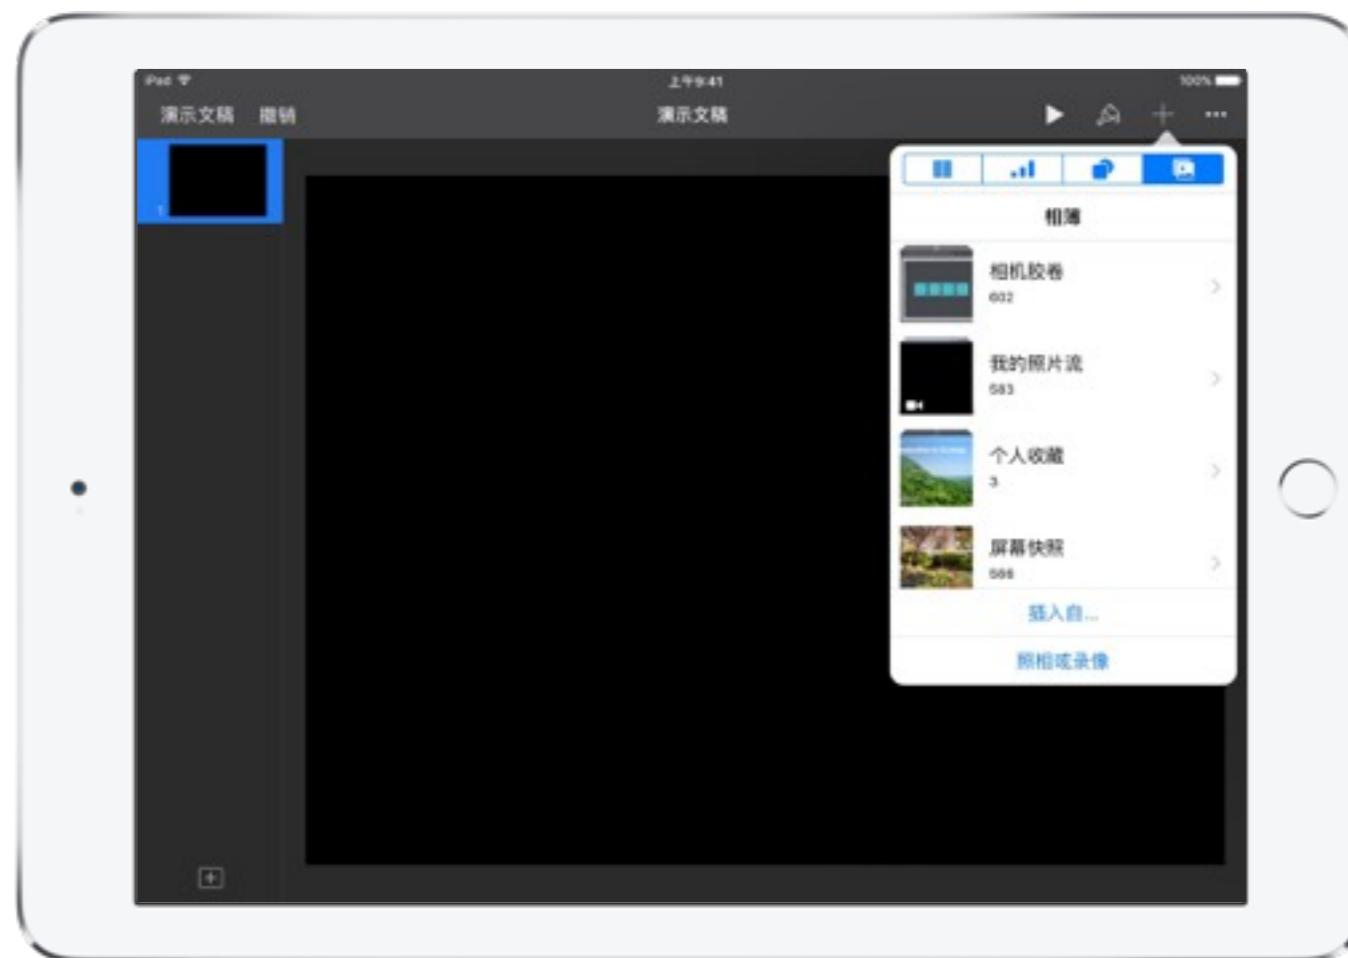 iPad
上午9:41
100%
演示文稿 撤销
演示文稿
1
相簿
相机胶卷
602
我的照片流
583
个人收藏
3
屏幕快照
566
插入自...
照相或录像